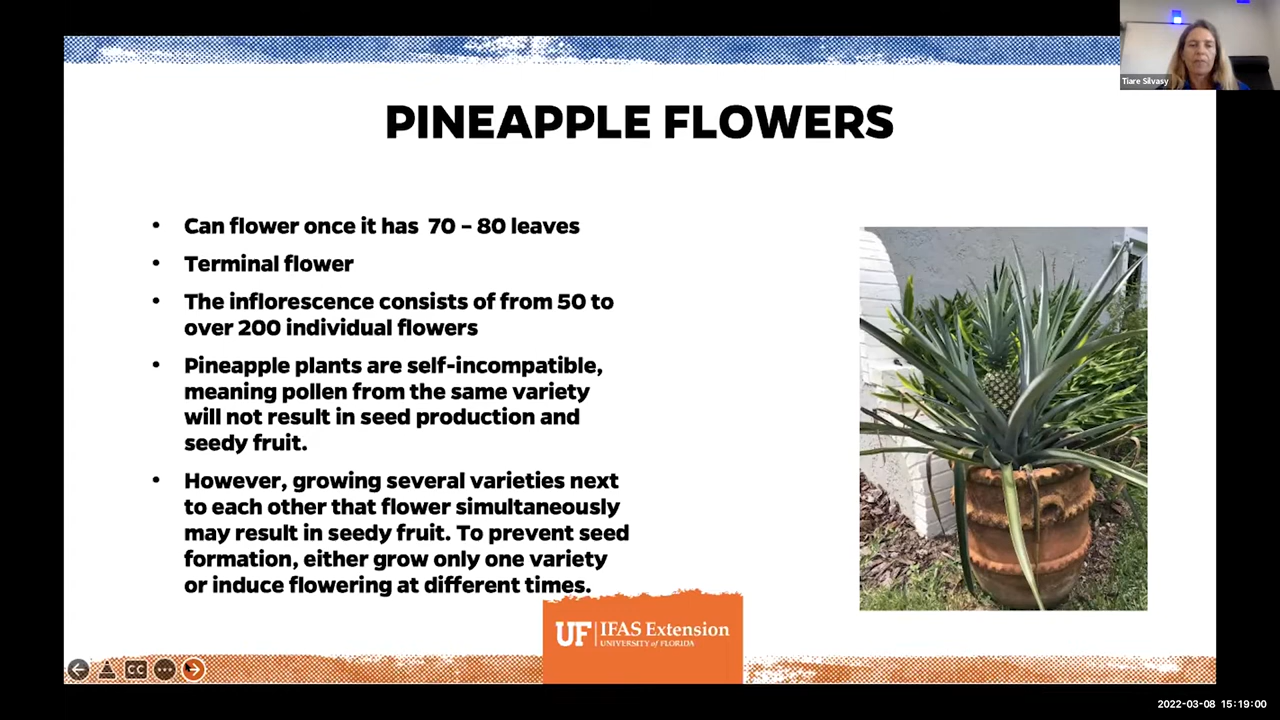 Tiare Silvasy
PINEAPPLE FLOWERS
• Can flower once it has 70 – 80 leaves
• Terminal flower
• The inflorescence consists of from 50 to
over 200 individual flowers
• Pineapple plants are self-incompatible,
meaning pollen from the same variety
will not result in seed production and
seedy fruit.
• However, growing several varieties next
to each other that flower simultaneously
may result in seedy fruit. To prevent seed
formation, either grow only one variety
or induce flowering at different times.
UF IFAS Extension
UNIVERSITY of FLORIDA
CC
2022-03-08 15:19:00